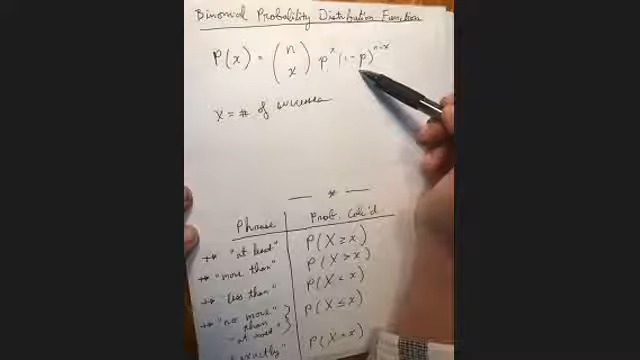 Binomial Probability Distribution Function
P(x) = (n x) p^x (1-p)^n-x
X = # of successes
— * —
Phrase Prob. Calc'd
→ "at least" P(X ≥ x)
→ "more than" P(X > x)
→ "less than" P(X < x)
→ "no more than" "at most" } P(X ≤ x)
"exactly" P(X = x)